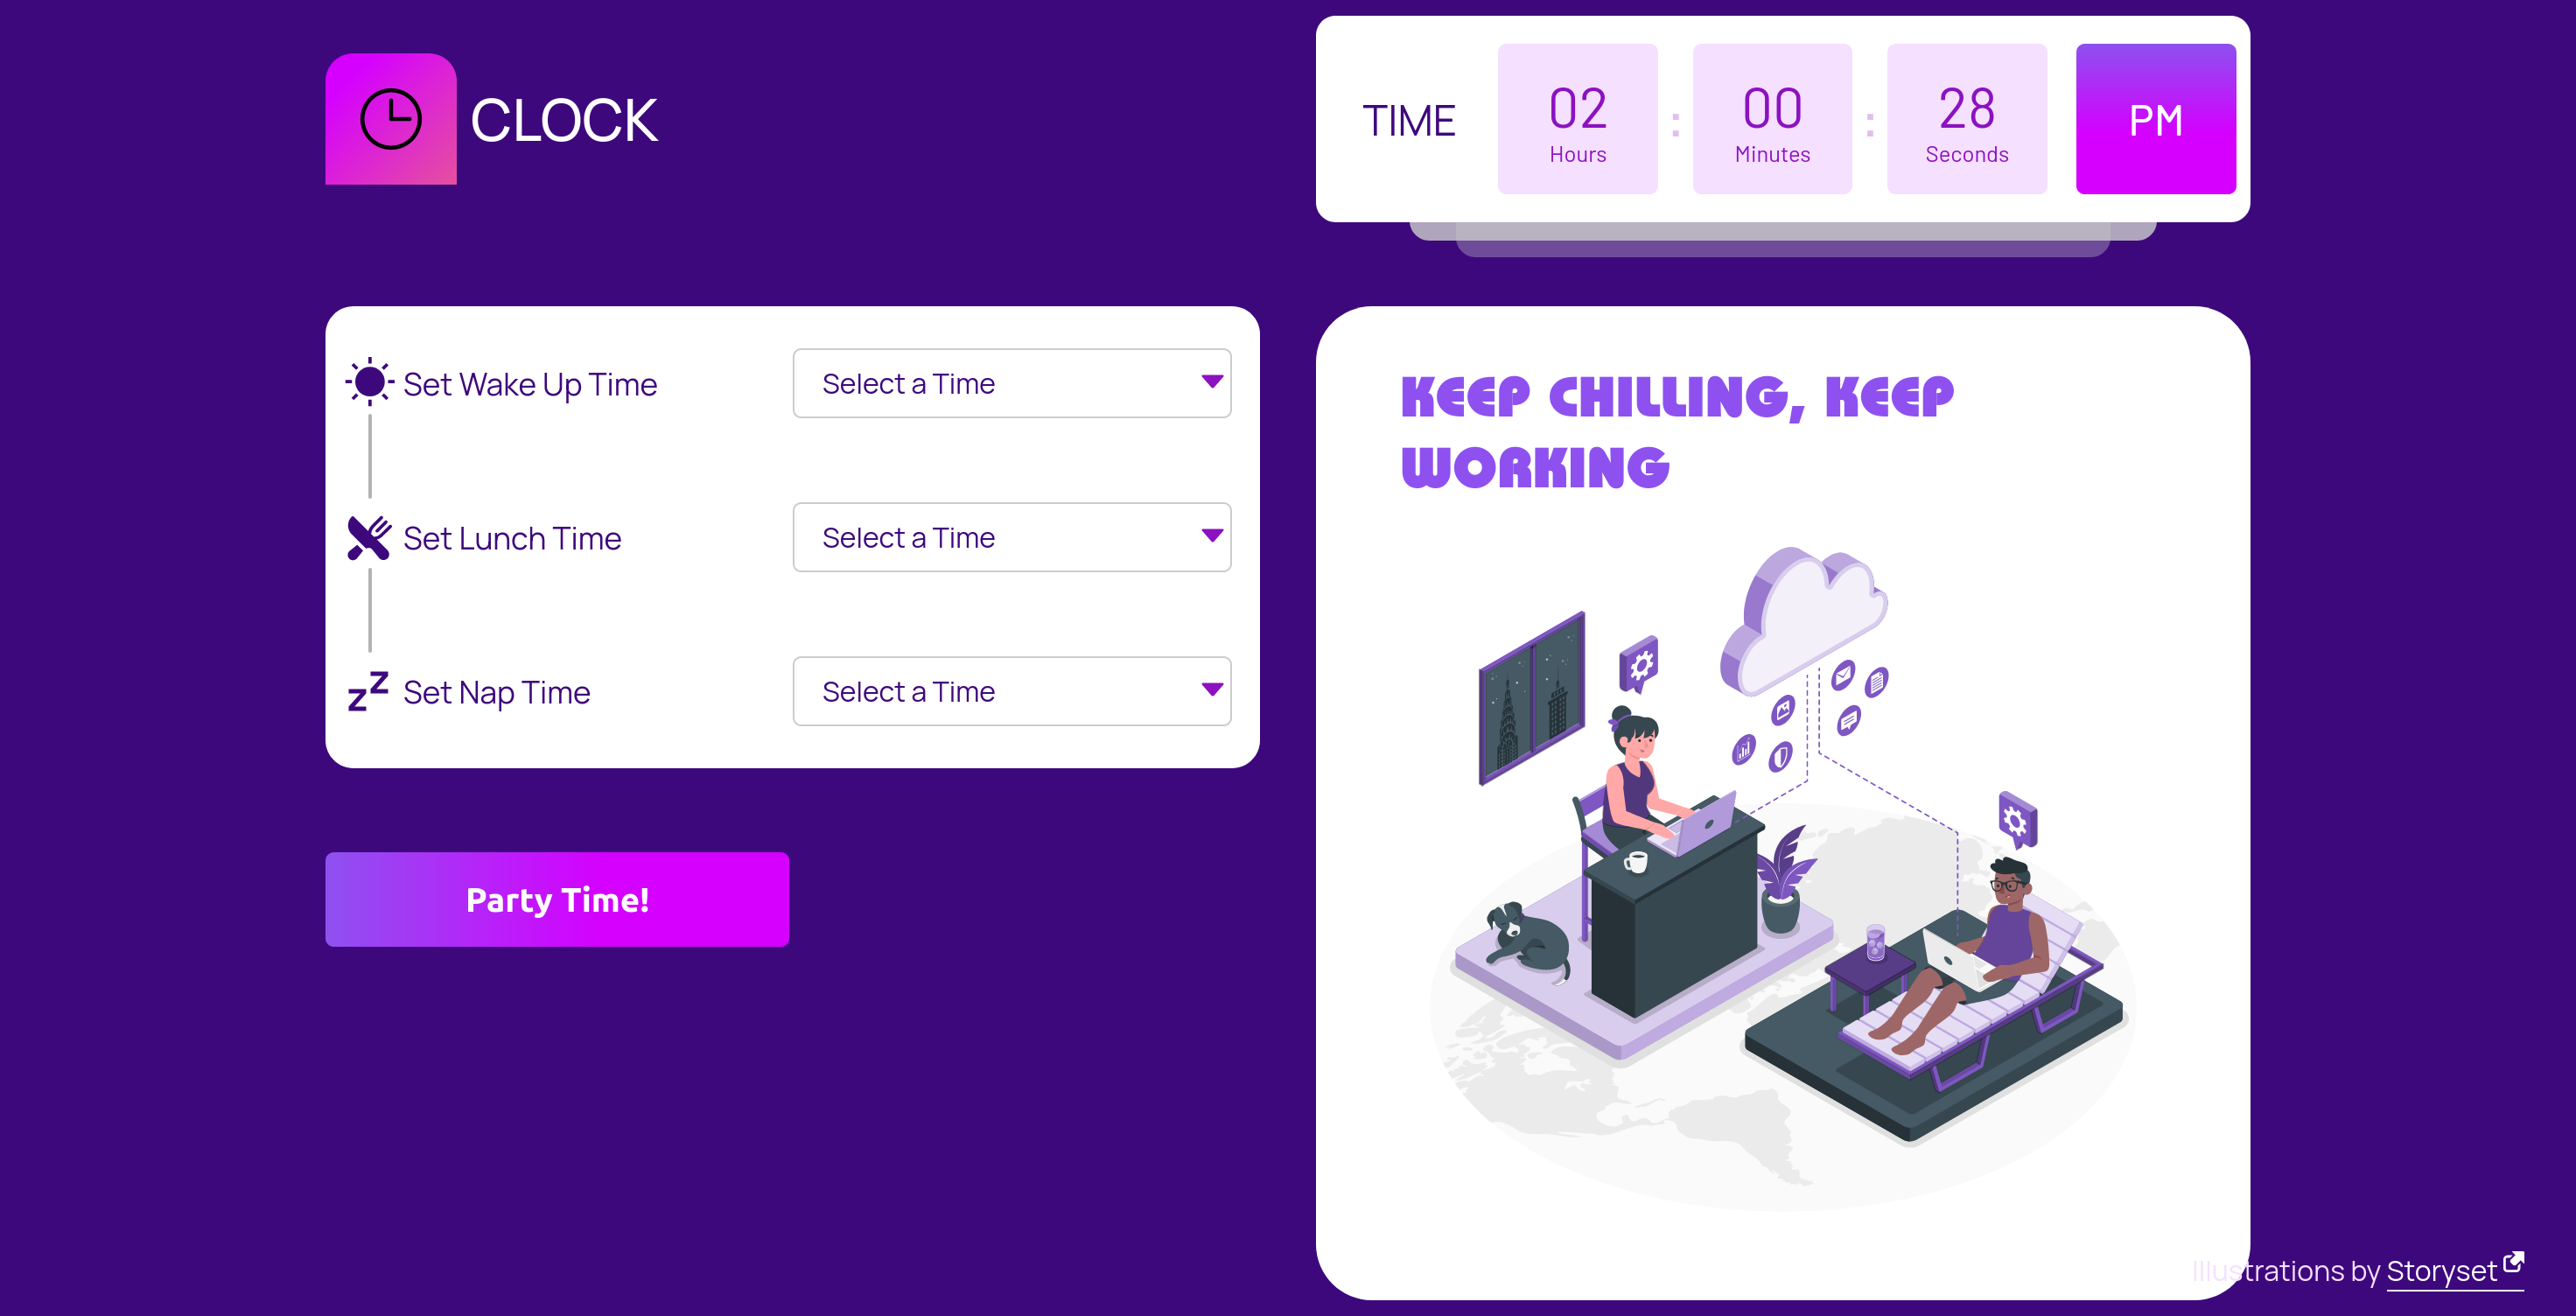 CLOCK
TIME
02
Hours
:
00
Minutes
:
28
Seconds
PM
Set Wake Up Time
Select a Time
Set Lunch Time
Select a Time
Set Nap Time
Select a Time
Party Time!
KEEP CHILLING, KEEP
WORKING
Illustrations by Storyset